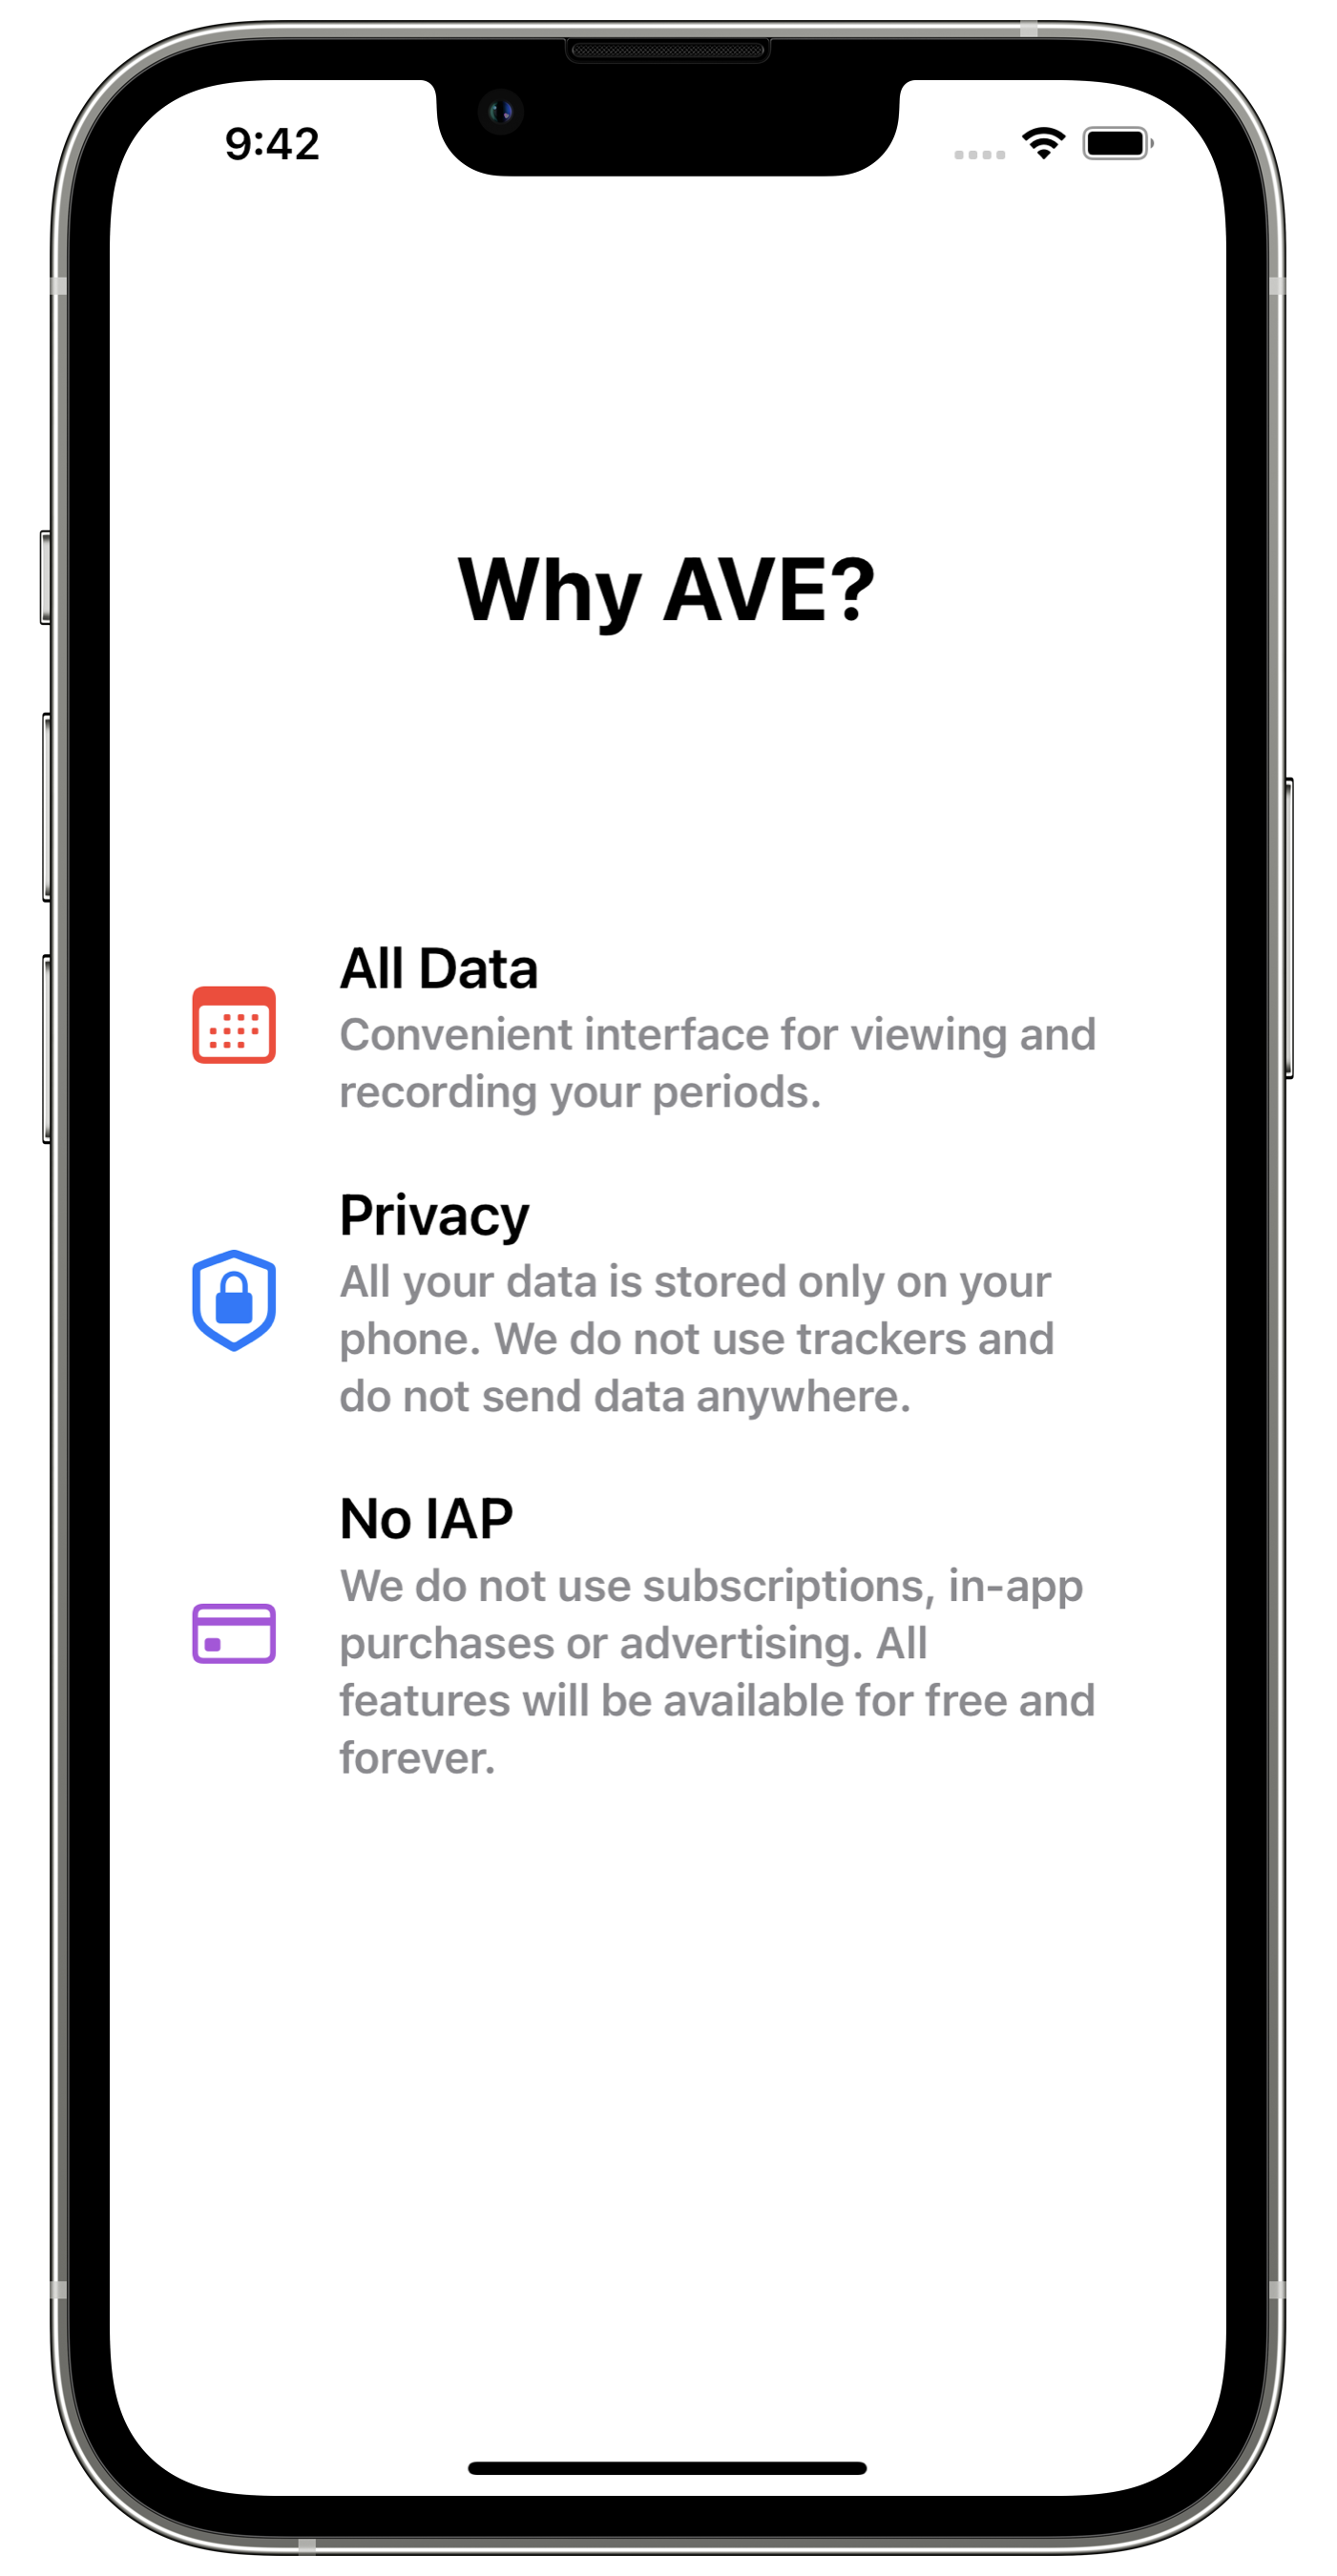 9:42
Why AVE?
All Data
Convenient interface for viewing and
recording your periods.
Privacy
All your data is stored only on your
phone. We do not use trackers and
do not send data anywhere.
No IAP
We do not use subscriptions, in-app
purchases or advertising. All
features will be available for free and
forever.